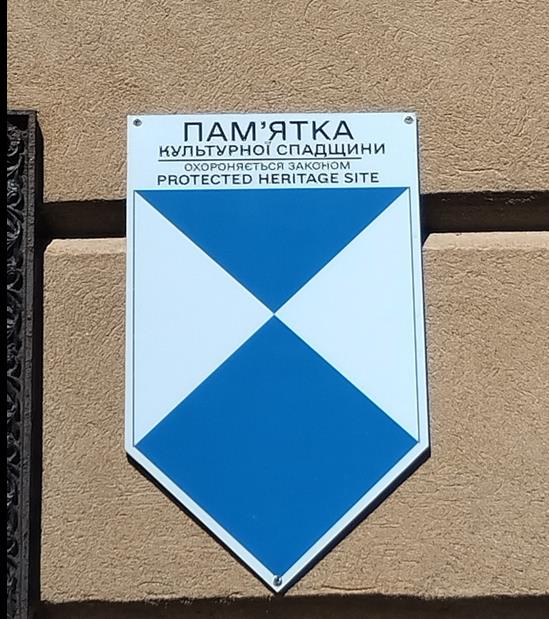 ПАМ’ЯТКА
КУЛЬТУРНОЇ СПАДЩИНИ
ОХОРОНЯЄТЬСЯ ЗАКОНОМ
PROTECTED HERITAGE SITE